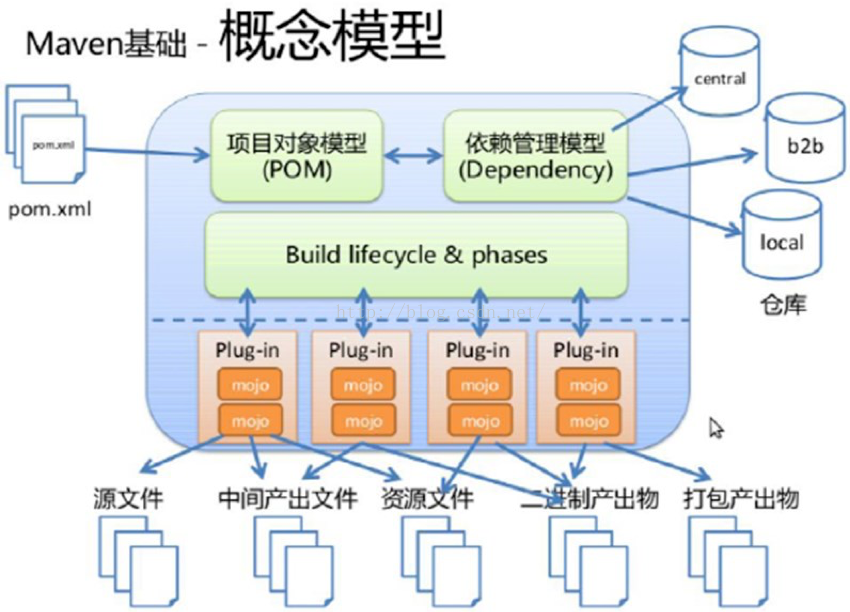 Maven基础 - 概念模型
central
pom.xml
项目对象模型
(POM)
依赖管理模型
(Dependency)
b2b
pom.xml
local
Build lifecycle & phases
仓库
http://blog.csdn.net/
Plug-in
Plug-in
Plug-in
Plug-in
mojo
mojo
mojo
mojo
mojo
mojo
mojo
mojo
源文件
中间产出文件
资源文件
二进制产出物
打包产出物